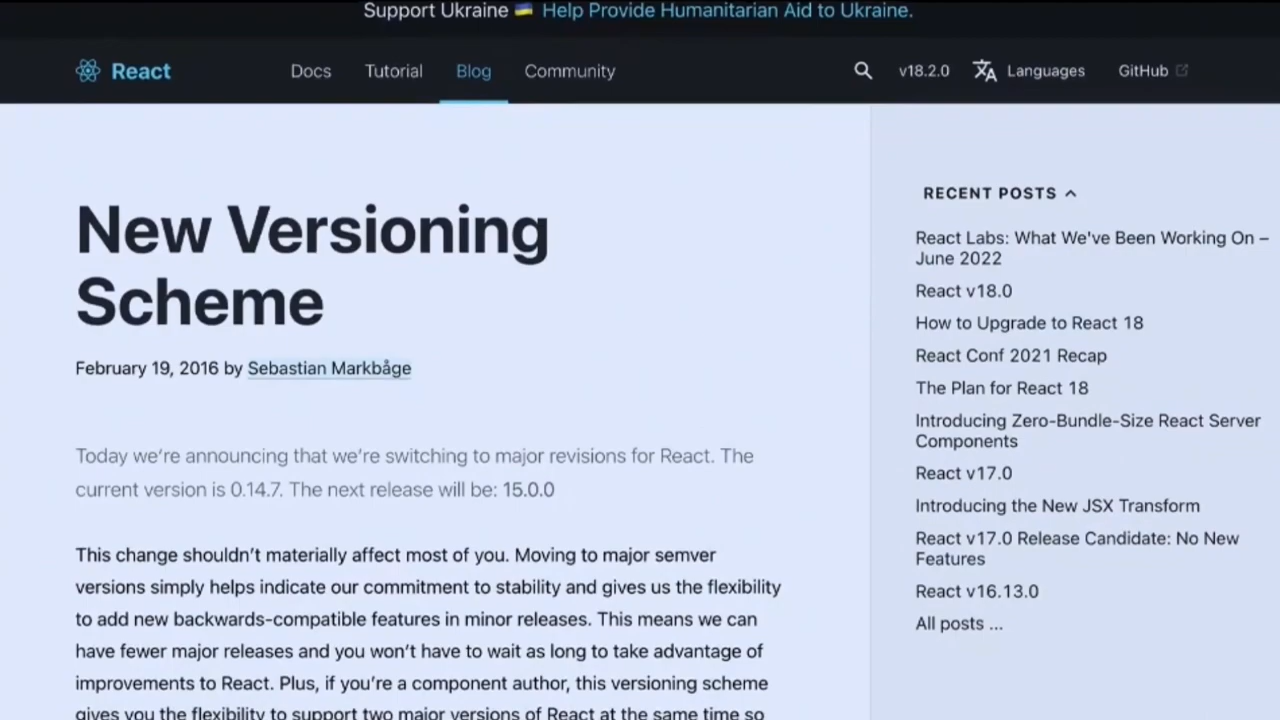 Support Ukraine 🇺🇦 Help Provide Humanitarian Aid to Ukraine.
React
Docs
Tutorial
Blog
Community
v18.2.0
Languages
GitHub
New Versioning
Scheme
February 19, 2016 by Sebastian Markbåge
Today we're announcing that we're switching to major revisions for React. The
current version is 0.14.7. The next release will be: 15.0.0
This change shouldn't materially affect most of you. Moving to major semver
versions simply helps indicate our commitment to stability and gives us the flexibility
to add new backwards-compatible features in minor releases. This means we can
have fewer major releases and you won't have to wait as long to take advantage of
improvements to React. Plus, if you're a component author, this versioning scheme
gives you the flexibility to support two major versions of React at the same time so
RECENT POSTS
React Labs: What We've Been Working On –
June 2022
React v18.0
How to Upgrade to React 18
React Conf 2021 Recap
The Plan for React 18
Introducing Zero-Bundle-Size React Server
Components
React v17.0
Introducing the New JSX Transform
React v17.0 Release Candidate: No New
Features
React v16.13.0
All posts ...